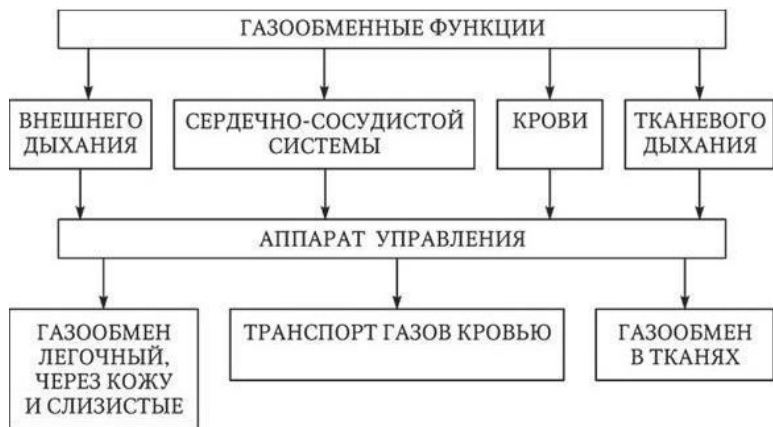 ГАЗООБМЕННЫЕ ФУНКЦИИ
ВНЕШНЕГО
ДЫХАНИЯ
СЕРДЕЧНО-СОСУДИСТОЙ
СИСТЕМЫ
КРОВИ
ТКАНЕВОГО
ДЫХАНИЯ
АППАРАТ УПРАВЛЕНИЯ
ГАЗООБМЕН
ЛЕГОЧНЫЙ,
ЧЕРЕЗ КОЖУ
И СЛИЗИСТЫЕ
ТРАНСПОРТ ГАЗОВ КРОВЬЮ
ГАЗООБМЕН
В ТКАНЯХ